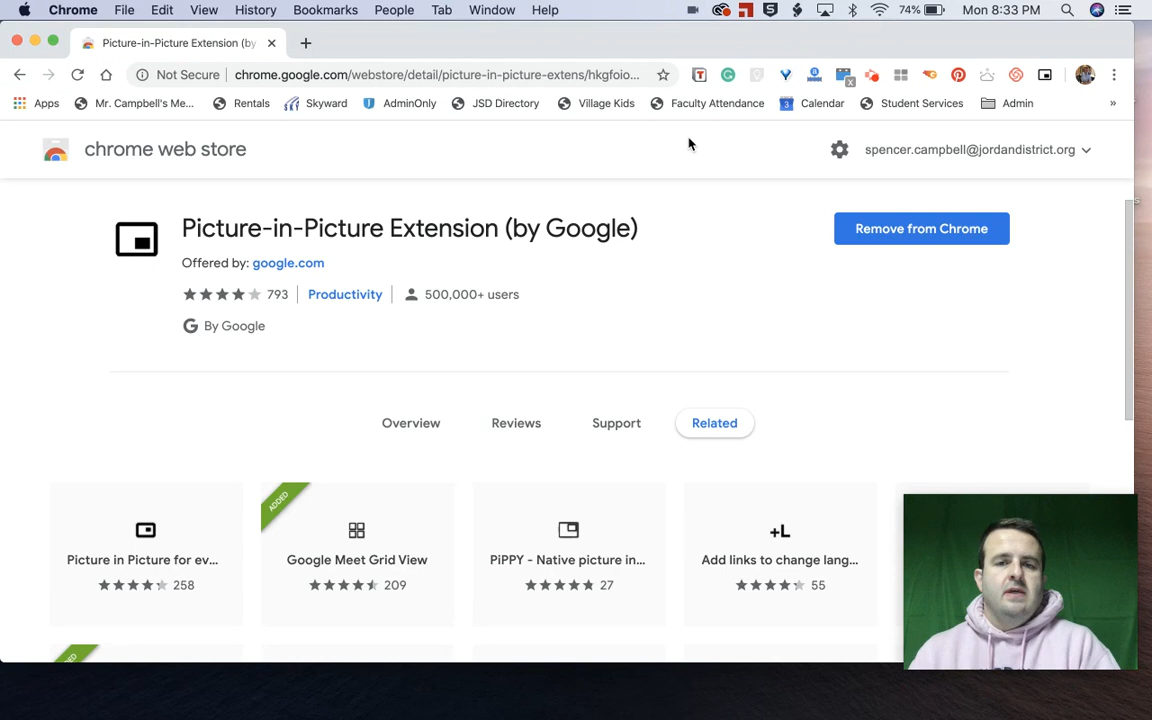 Chrome File Edit View History Bookmarks People Tab Window Help 74% Mon 8:33 PM
Picture-in-Picture Extension (by
Not Secure chrome.google.com/webstore/detail/picture-in-picture-extens/hkgfoio...
Apps Mr. Campbell's Me... Rentals Skyward AdminOnly JSD Directory Village Kids Faculty Attendance 3 Calendar Student Services Admin »
chrome web store spencer.campbell@jordandistrict.org
Picture-in-Picture Extension (by Google) Remove from Chrome
Offered by: google.com
793 Productivity 500,000+ users
G By Google
Overview Reviews Support Related
ADDED
+L
Picture in Picture for ev... Google Meet Grid View PiPPY - Native picture in... Add links to change lang...
258 209 27 55